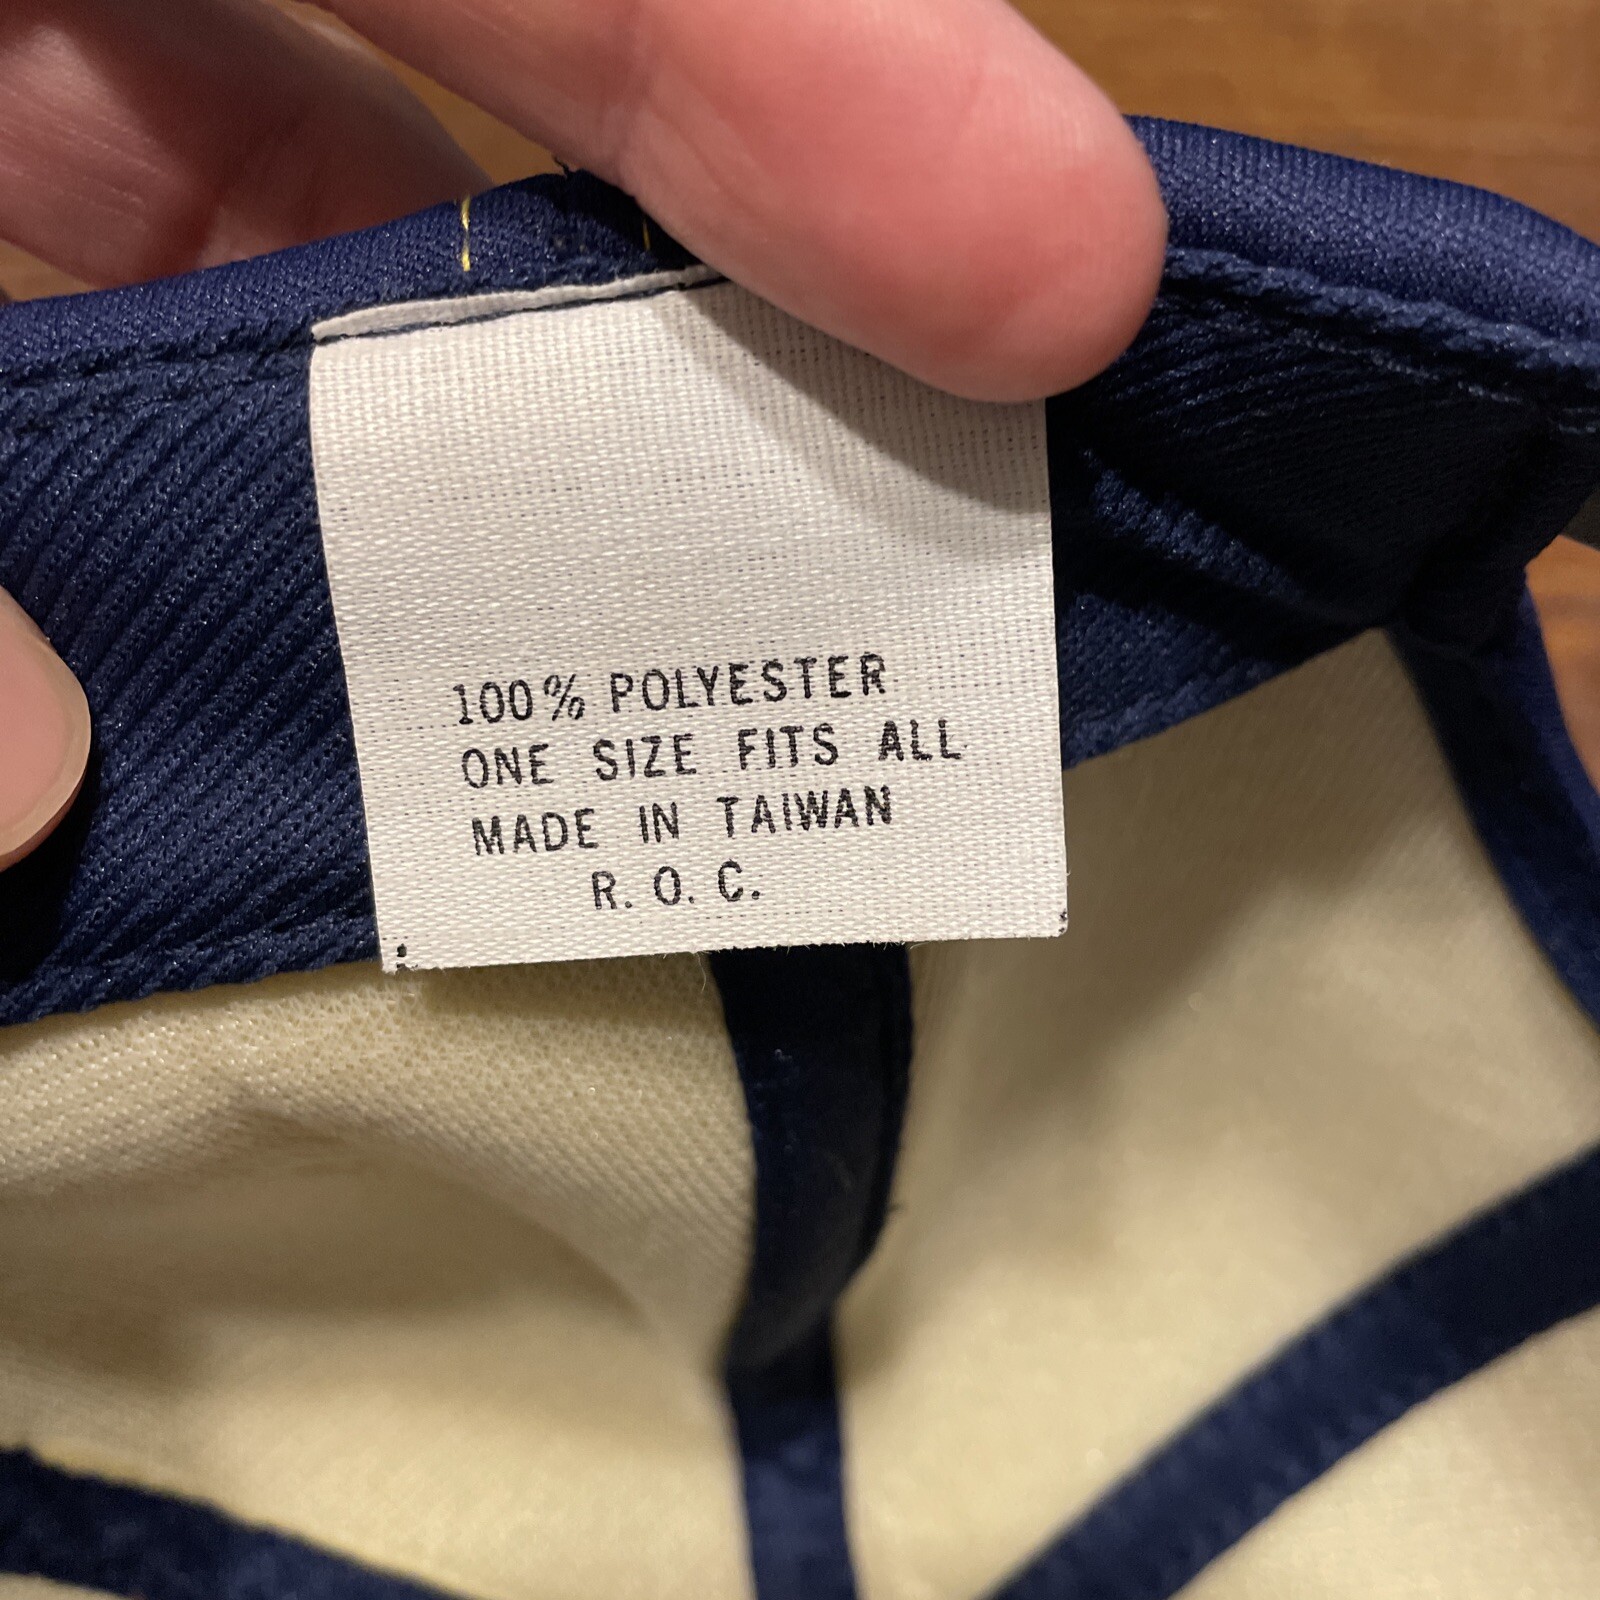 100% POLYESTER
ONE SIZE FITS ALL
MADE IN TAIWAN
R. O. C.